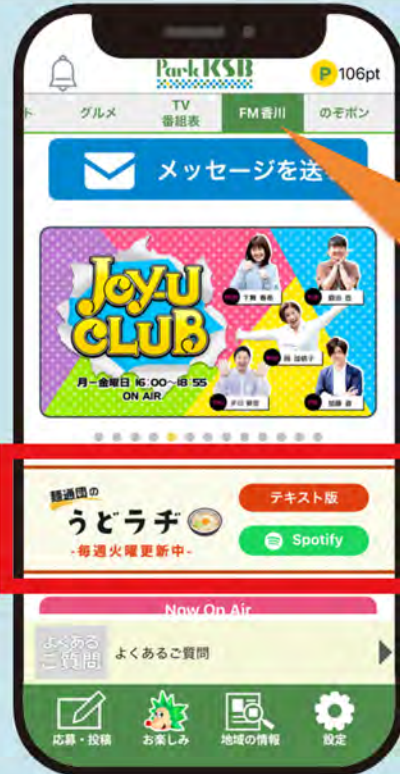 Park KSB
P 106pt
ド
グルメ
TV
番組表
FM香川
のぞポン
メッセージを送
Joy-U
CLUB
月-金曜日 16:00~18:55
ON AIR
麺通団の
うどラヂ
-毎週火曜更新中-
テキスト版
Spotify
Now On Air
よくある
ご質問
よくあるご質問
応募・投稿
お楽しみ
地域の情報
設定